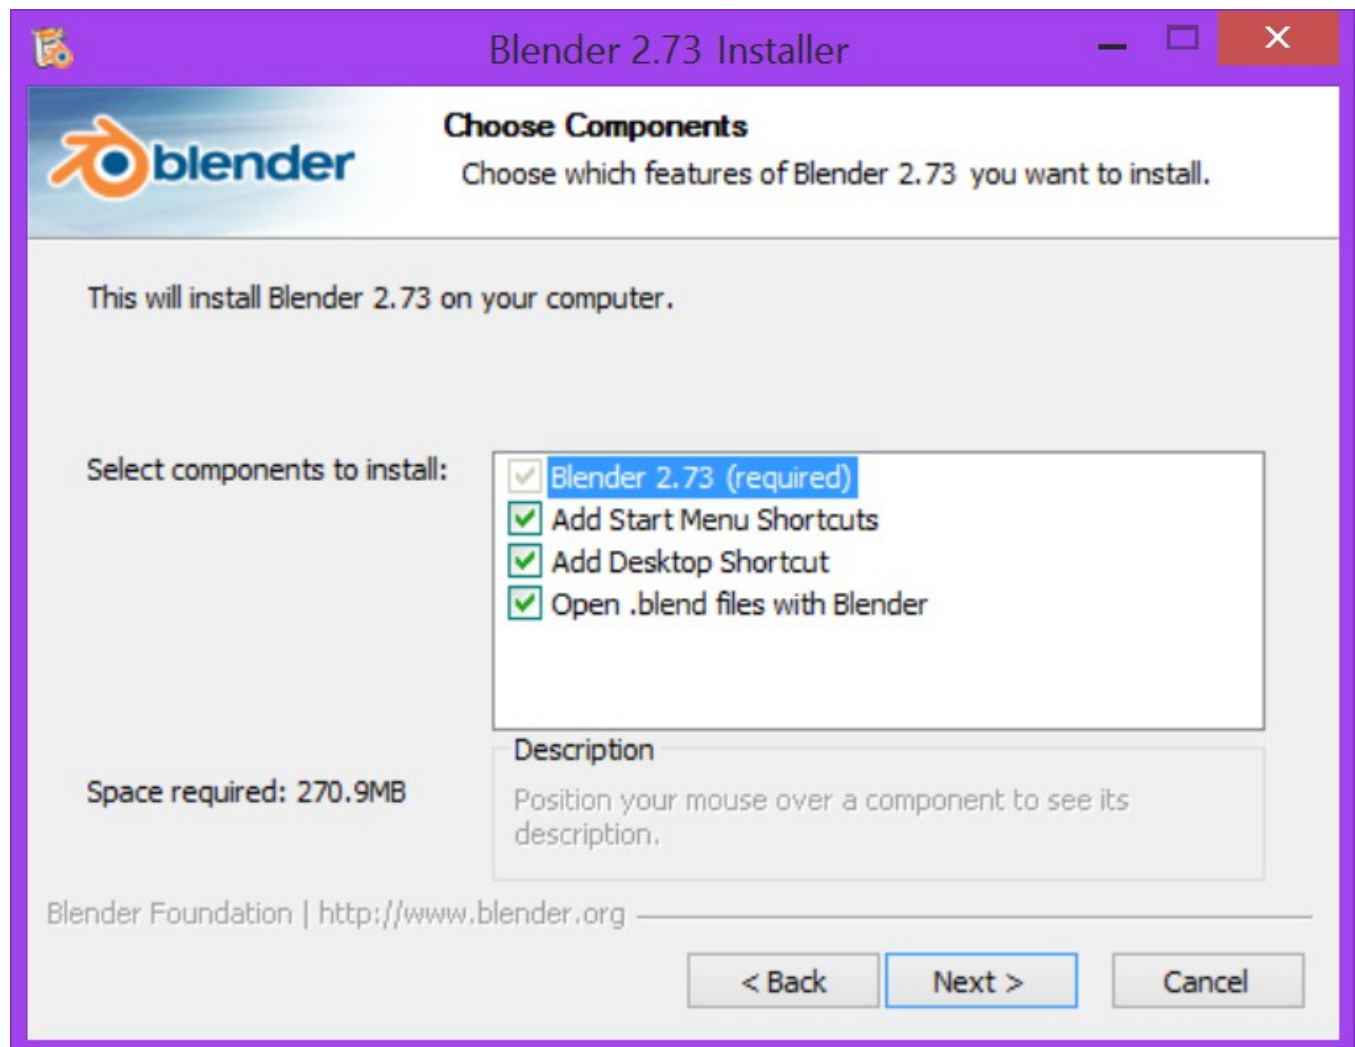 Blender 2.73 Installer
blender
Choose Components
Choose which features of Blender 2.73 you want to install.
This will install Blender 2.73 on your computer.
Select components to install:
Blender 2.73 (required)
Add Start Menu Shortcuts
Add Desktop Shortcut
Open .blend files with Blender
Space required: 270.9MB
Description
Position your mouse over a component to see its
description.
Blender Foundation | http://www.blender.org
< Back
Next >
Cancel